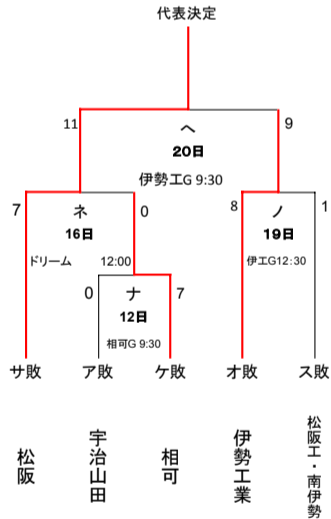 代表決定
11 9
ヘ
20日
伊勢工G 9:30
7 ネ 0 8 ノ 1
16日 19日
ドリーム 12:00 伊工G12:30
0 ナ 7
12日
相可G 9:30
サ敗 ア敗 ケ敗 オ敗 ス敗
松阪
宇治山田
相可
伊勢工業
松阪工・南伊勢